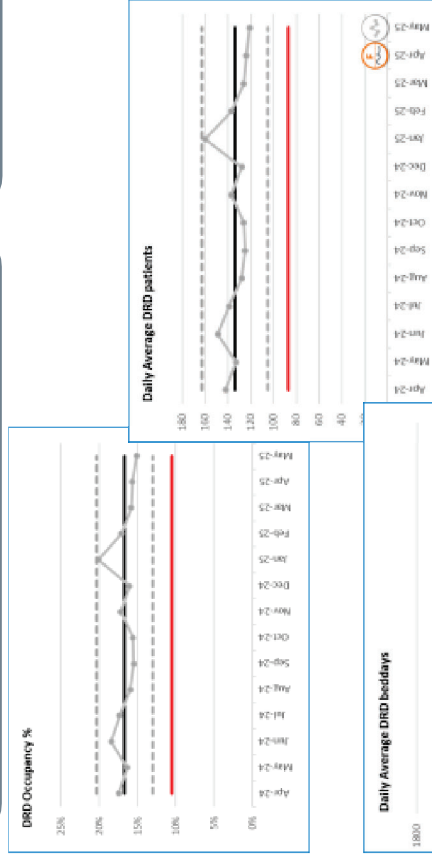 DRD Occupancy %
25%
20%
15%
10%
5%
0%
Apr-24
May-24
Jun-24
Jul-24
Aug-24
Sep-24
Oct-24
Nov-24
Dec-24
Jan-25
Feb-25
Mar-25
Apr-25
May-25
Daily Average DRD patients
180
160
140
120
100
80
60
40
Apr-24
May-24
Jun-24
Jul-24
Aug-24
Sep-24
Oct-24
Nov-24
Dec-24
Jan-25
Feb-25
Mar-25
Apr-25
May-25
F
Daily Average DRD beddays
1800